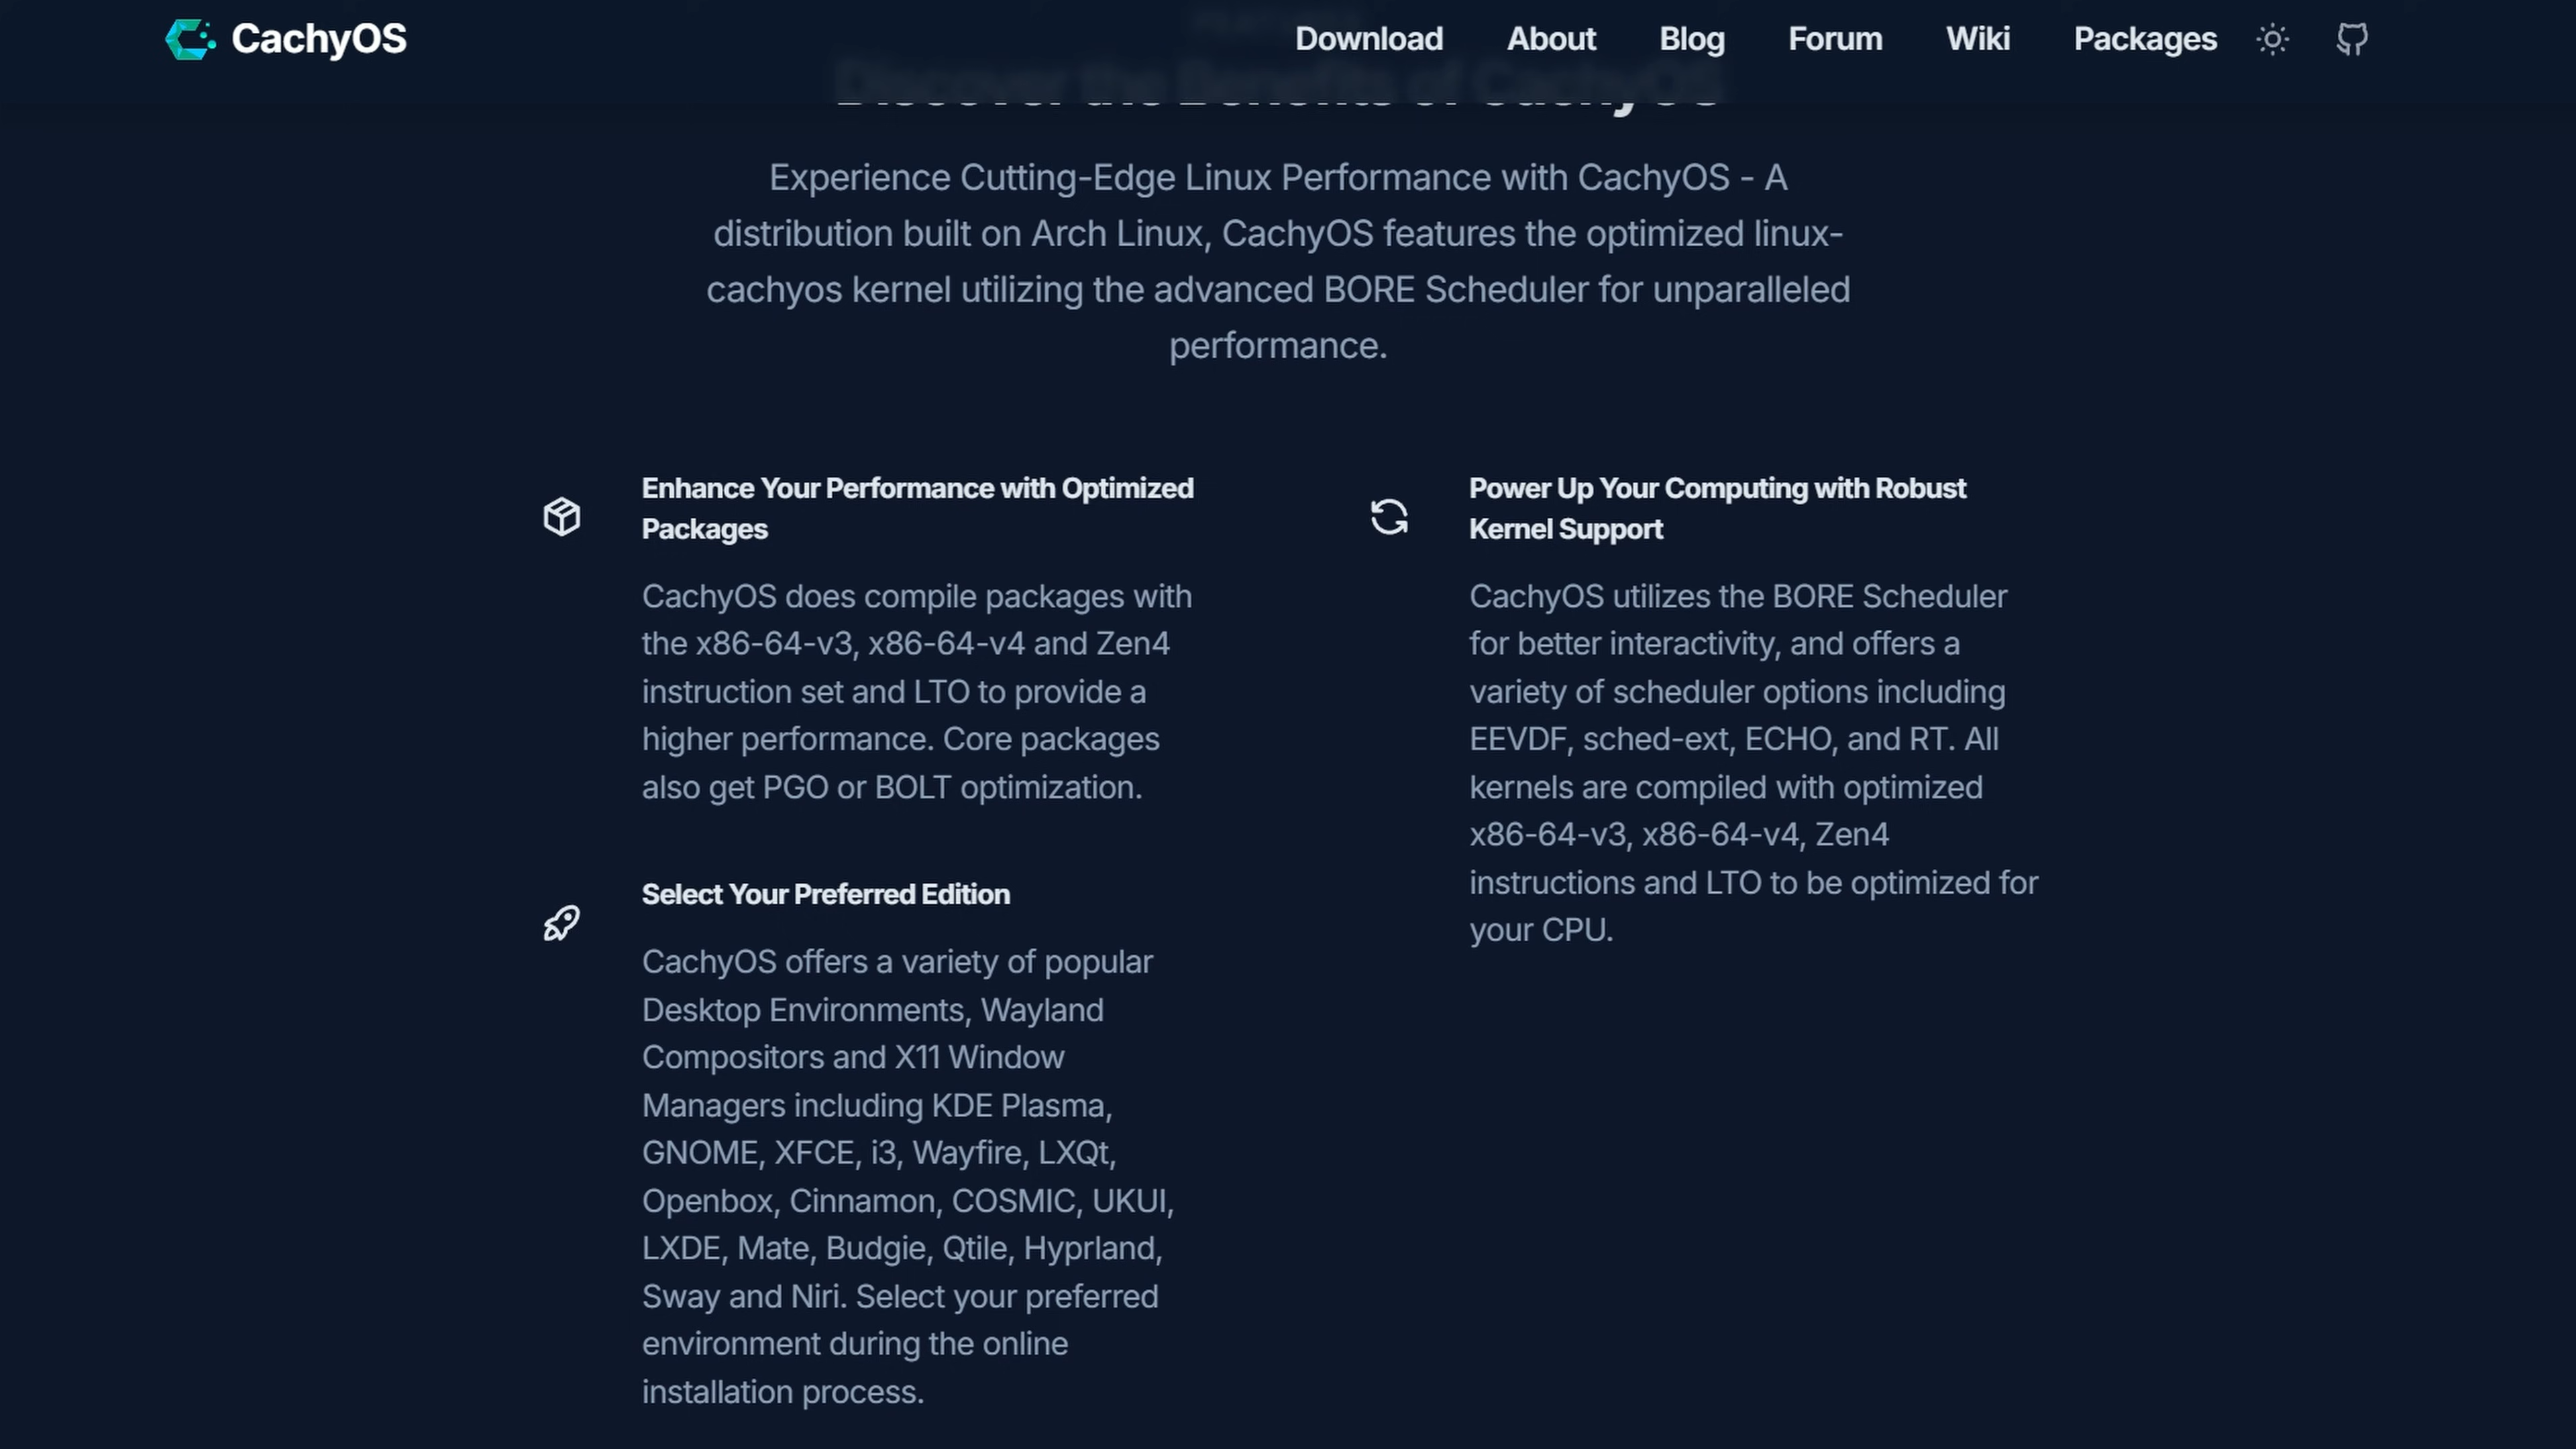 CachyOS
Download About Blog Forum Wiki Packages
Discover the Benefits of CachyOS
Experience Cutting-Edge Linux Performance with CachyOS - A
distribution built on Arch Linux, CachyOS features the optimized linux-
cachyos kernel utilizing the advanced BORE Scheduler for unparalleled
performance.
Enhance Your Performance with Optimized
Packages
CachyOS does compile packages with
the x86-64-v3, x86-64-v4 and Zen4
instruction set and LTO to provide a
higher performance. Core packages
also get PGO or BOLT optimization.
Select Your Preferred Edition
CachyOS offers a variety of popular
Desktop Environments, Wayland
Compositors and X11 Window
Managers including KDE Plasma,
GNOME, XFCE, i3, Wayfire, LXQt,
Openbox, Cinnamon, COSMIC, UKUI,
LXDE, Mate, Budgie, Qtile, Hyprland,
Sway and Niri. Select your preferred
environment during the online
installation process.
Power Up Your Computing with Robust
Kernel Support
CachyOS utilizes the BORE Scheduler
for better interactivity, and offers a
variety of scheduler options including
EEVDF, sched-ext, ECHO, and RT. All
kernels are compiled with optimized
x86-64-v3, x86-64-v4, Zen4
instructions and LTO to be optimized for
your CPU.